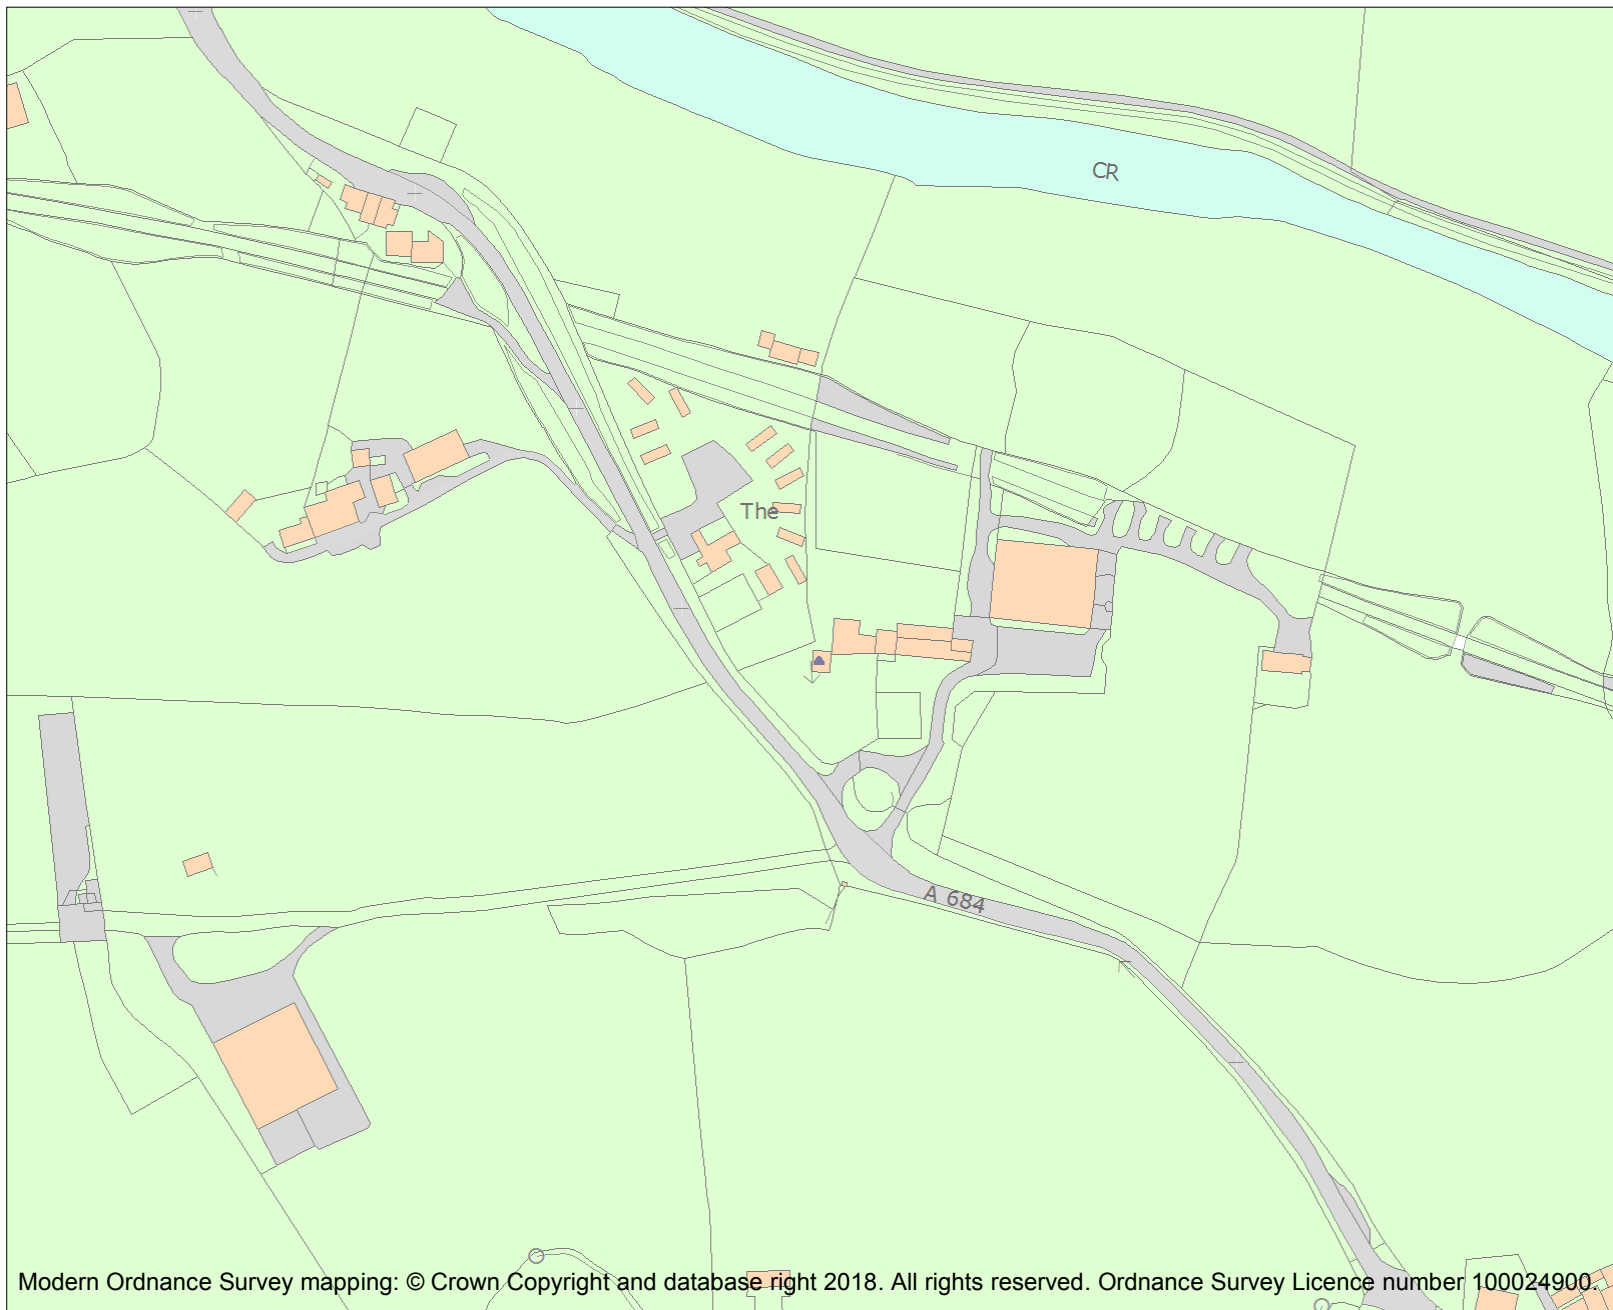 CR
The
A 684
Modern Ordnance Survey mapping: © Crown Copyright and database right 2018. All rights reserved. Ordnance Survey Licence number 100024900.